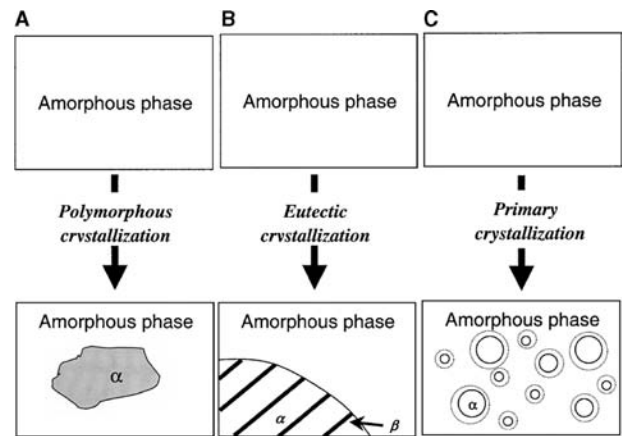 A
B
C
Amorphous phase
Amorphous phase
Amorphous phase
Polymorphous
crvstallization
Eutectic
crvstallization
Primary
crystallization
Amorphous phase
α
Amorphous phase
α
β
Amorphous phase
α